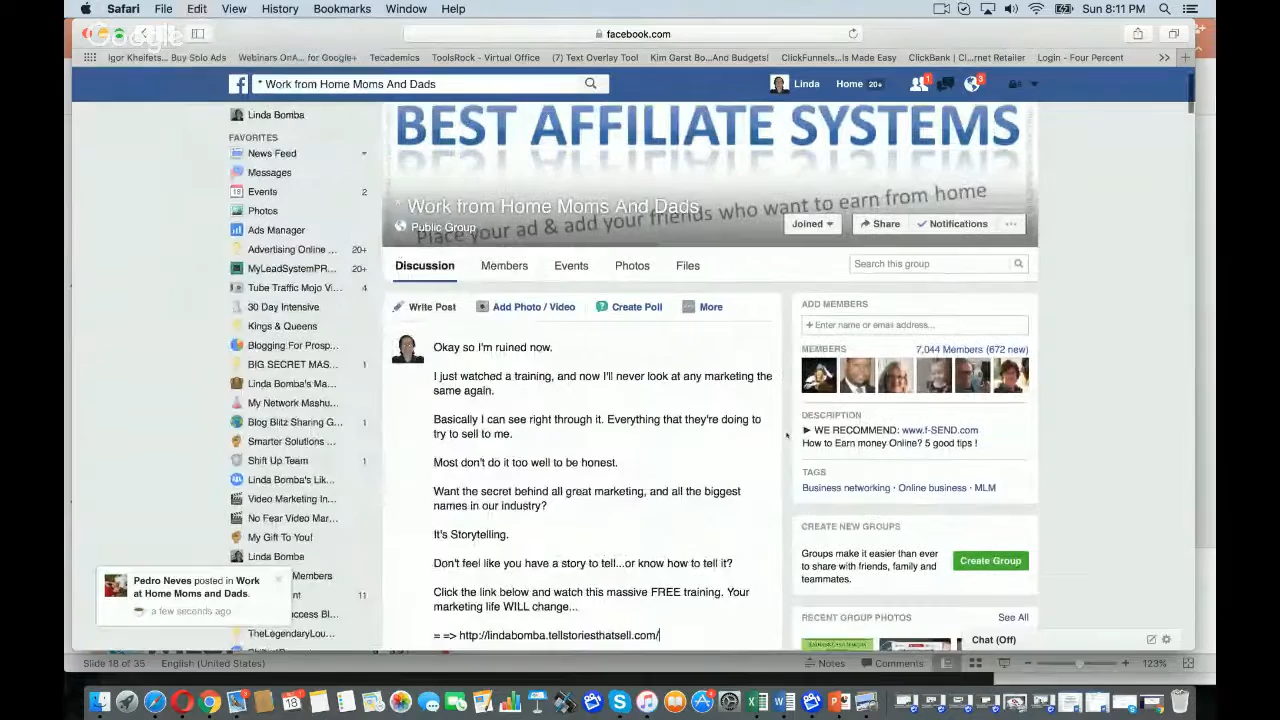 Safari File Edit View History Bookmarks Window Help
Sun 8:11 PM
Google
facebook.com
Igor Kheifets... Buy Solo Ads
Webinars OnA... for Google+
Tecademics
ToolsRock - Virtual Office
(7) Text Overlay Tool
Kim Garst Bo...And Budgets!
ClickFunnels...Is Made Easy
ClickBank | C...rnet Retailer
Login - Four Percent
* Work from Home Moms And Dads
Linda
Home 20+
1
3
Linda Bomba
FAVORITES
News Feed
Messages
Events 2
Photos
Ads Manager
Advertising Online ... 20+
MyLeadSystemPR... 20+
Tube Traffic Mojo Vi... 4
30 Day Intensive
Kings & Queens
Blogging For Prosp...
BIG SECRET MAS... 1
Linda Bomba's Ma...
My Network Mashu...
Blog Blitz Sharing G... 1
Smarter Solutions ...
Shift Up Team 1
Linda Bomba's Lik...
Video Marketing In...
No Fear Video Mar...
My Gift To You!
Linda Bomba
Members
11
TheLegendaryLou...
Pedro Neves posted in Work
at Home Moms and Dads.
a few seconds ago
BEST AFFILIATE SYSTEMS
Place your ad & add your friends who want to earn from home
* Work from Home Moms And Dads
Public Group
Joined
Share
Notifications
Discussion
Members
Events
Photos
Files
Search this group
Write Post
Add Photo / Video
Create Poll
More
Okay so I'm ruined now.
I just watched a training, and now I'll never look at any marketing the
same again.
Basically I can see right through it. Everything that they're doing to
try to sell to me.
Most don't do it too well to be honest.
Want the secret behind all great marketing, and all the biggest
names in our industry?
It's Storytelling.
Don't feel like you have a story to tell...or know how to tell it?
Click the link below and watch this massive FREE training. Your
marketing life WILL change...
= => http://lindabomba.tellstoriesthatsell.com/
ADD MEMBERS
+ Enter name or email address...
MEMBERS 7,044 Members (672 new)
DESCRIPTION
► WE RECOMMEND: www.f-SEND.com
How to Earn money Online? 5 good tips !
TAGS
Business networking · Online business · MLM
CREATE NEW GROUPS
Groups make it easier than ever
to share with friends, family and
teammates.
Create Group
RECENT GROUP PHOTOS See All
Chat (Off)
Slide 18 of 35
English (United States)
Notes
Comments
123%